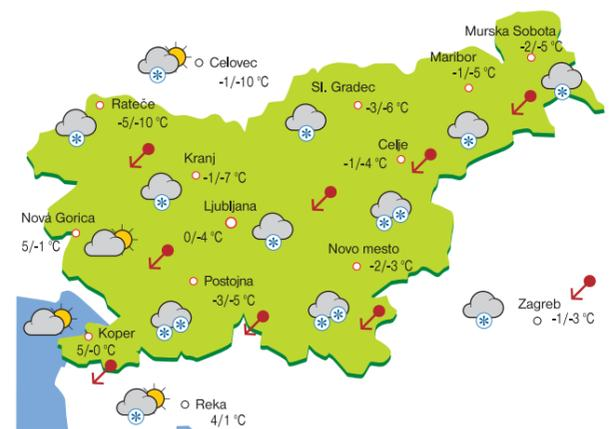 Murska Sobota
-2/-5 °C
Celovec
-1/-10 °C
Maribor
-1/-5 °C
Sl. Gradec
-3/-6 °C
Rateče
-5/-10 °C
Celje
-1/-4 °C
Kranj
-1/-7 °C
Ljubljana
0/-4 °C
Nova Gorica
5/-1 °C
Novo mesto
-2/-3 °C
Postojna
-3/-5 °C
Zagreb
-1/-3 °C
Koper
5/-0 °C
Reka
4/1 °C